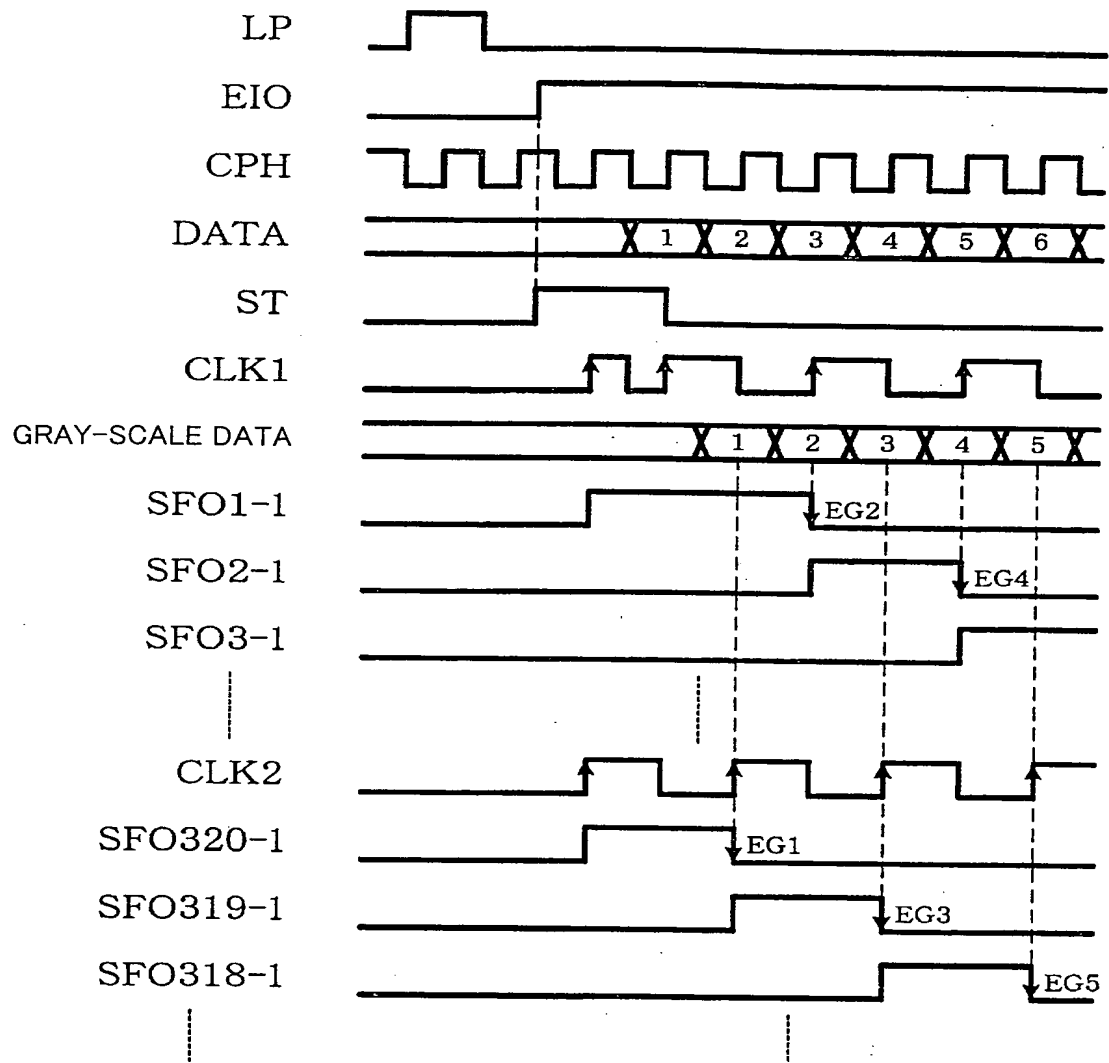 LP
EIO
CPH
DATA 1 2 3 4 5 6
ST
CLK1
GRAY-SCALE DATA 1 2 3 4 5
SFO1-1 EG2
SFO2-1 EG4
SFO3-1
CLK2
SFO320-1 EG1
SFO319-1 EG3
SFO318-1 EG5